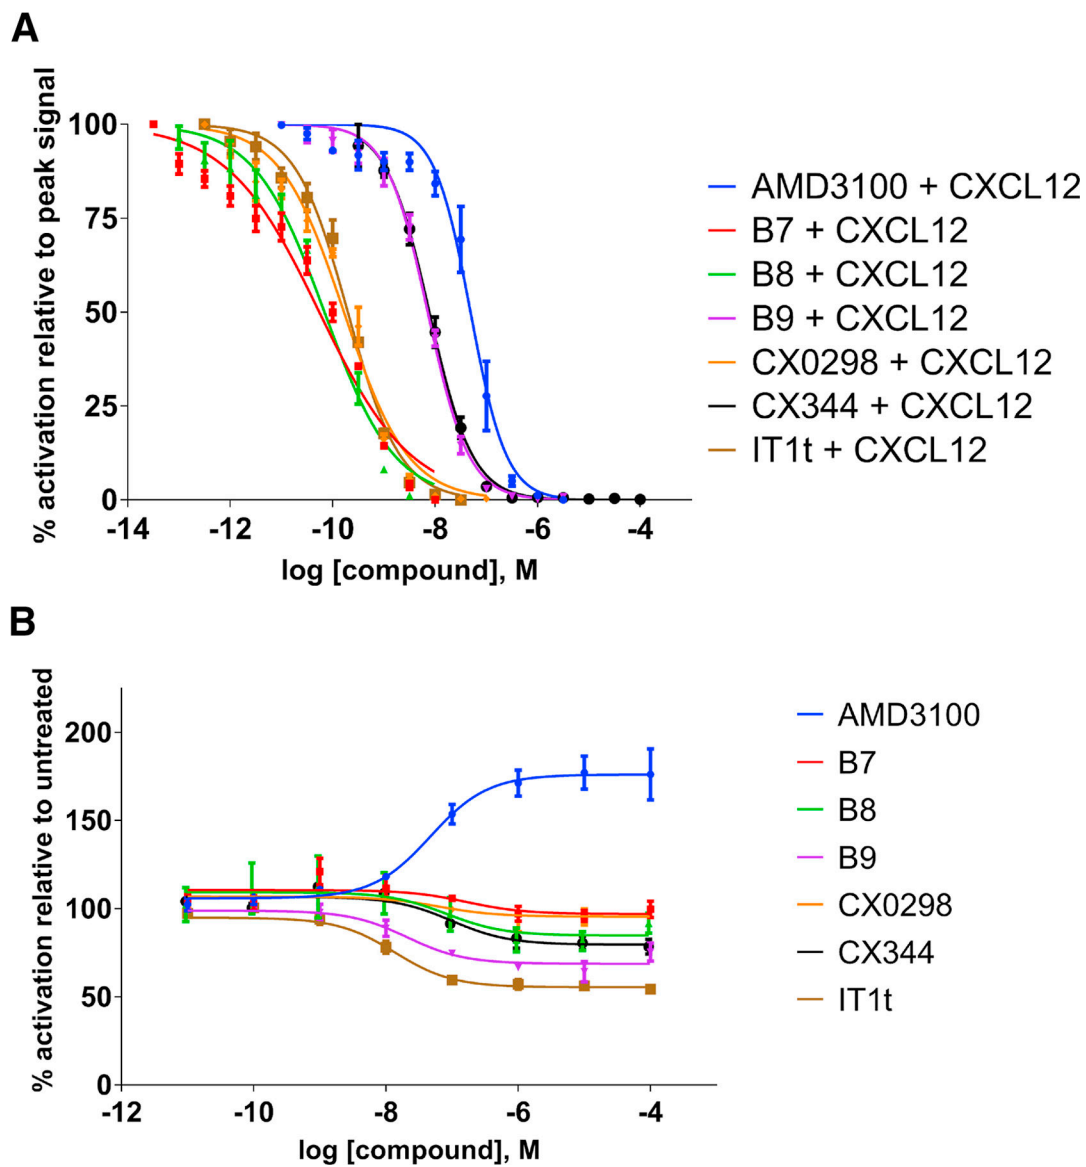 A
% activation relative to peak signal
100
75
50
25
0
-14 -12 -10 -8 -6 -4
log [compound], M
AMD3100 + CXCL12
B7 + CXCL12
B8 + CXCL12
B9 + CXCL12
CX0298 + CXCL12
CX344 + CXCL12
IT1t + CXCL12
B
% activation relative to untreated
200
150
100
50
0
-12 -10 -8 -6 -4
log [compound], M
AMD3100
B7
B8
B9
CX0298
CX344
IT1t